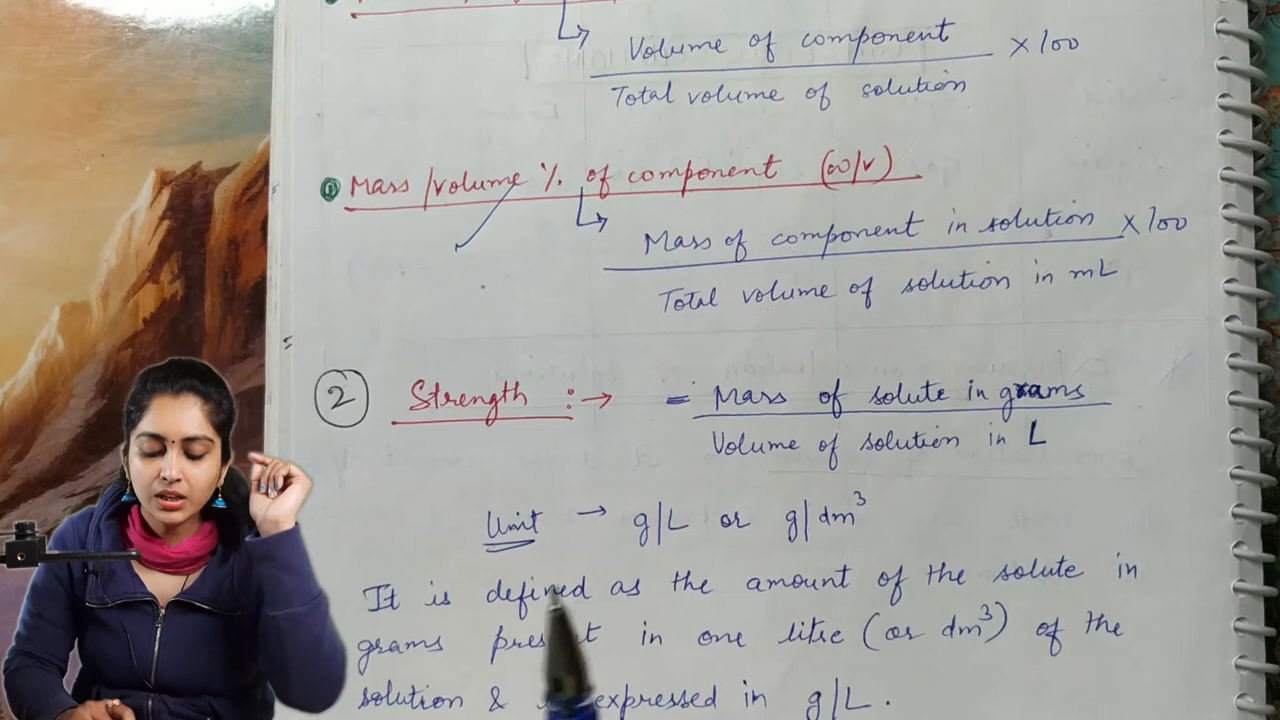 Volume of component × 100
Total volume of solution
Mass /volume % of component (w/v)
Mass of component in solution × 100
Total volume of solution in mL
2 Strength :→ = Mass of solute in grams
Volume of solution in L
Unit → g/L or g/dm³
It is defined as the amount of the solute in
grams present in one litre (or dm³) of the
solution & expressed in g/L.